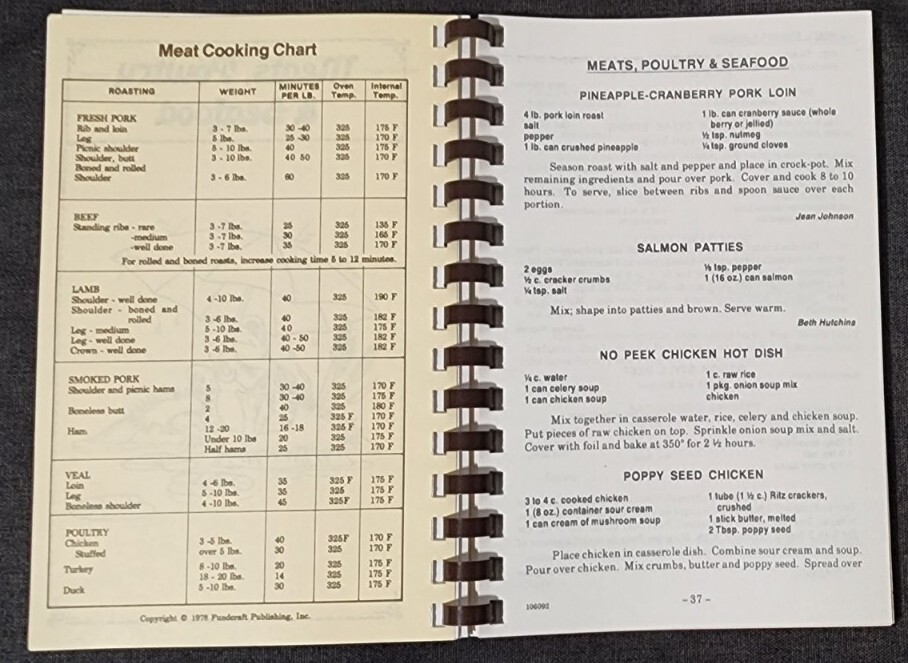 Meat Cooking Chart
ROASTING WEIGHT MINUTES PER LB. Oven Temp. Internal Temp.
FRESH PORK
Rib and loin 3 - 7 lbs. 30 -40 325 175 F
Leg 5 lbs. 25 -30 325 170 F
Picnic shoulder 5 - 10 lbs. 40 325 175 F
Shoulder, butt 3 - 10 lbs. 40 50 325 170 F
Boned and rolled
Shoulder 3 - 6 lbs. 60 325 170 F
BEEF
Standing ribs - rare 3 -7 lbs. 25 325 135 F
-medium 3 -7 lbs. 30 325 165 F
-well done 3 -7 lbs. 35 325 170 F
For rolled and boned roasts, increase cooking time 5 to 12 minutes.
LAMB
Shoulder - well done 4 -10 lbs. 40 325 190 F
Shoulder - boned and
rolled 3 -6 lbs. 40 325 182 F
Leg - medium 5 -10 lbs. 40 325 175 F
Leg - well done 3 -6 lbs. 40 - 50 325 182 F
Crown - well done 3 -6 lbs. 40 -50 325 182 F
SMOKED PORK
Shoulder and picnic hams 5 30 -40 325 170 F
8 30 -40 325 175 F
Boneless butt 2 40 325 180 F
4 25 325 F 170 F
Ham 12 -20 16 -18 325 F 170 F
Under 10 lbs 20 325 175 F
Half hams 25 325 170 F
VEAL
Loin 4 -6 lbs. 35 325 F 175 F
Leg 5 -10 lbs. 35 325 175 F
Boneless shoulder 4 -10 lbs. 45 325F 175 F
POULTRY
Chicken 3 -5 lbs. 40 325F 170 F
Stuffed over 5 lbs. 30 325 170 F
Turkey 8 -10 lbs. 20 325 175 F
18 - 20 lbs. 14 325 175 F
Duck 5 -10 lbs. 30 325 175 F
Copyright © 1978 Fundcraft Publishing, Inc.
MEATS, POULTRY & SEAFOOD
PINEAPPLE-CRANBERRY PORK LOIN
4 lb. pork loin roast
salt
pepper
1 lb. can crushed pineapple
1 lb. can cranberry sauce (whole
berry or jellied)
½ tsp. nutmeg
¼ tsp. ground cloves
Season roast with salt and pepper and place in crock-pot. Mix
remaining ingredients and pour over pork. Cover and cook 8 to 10
hours. To serve, slice between ribs and spoon sauce over each
portion.
Jean Johnson
SALMON PATTIES
2 eggs
½ c. cracker crumbs
¼ tsp. salt
⅛ tsp. pepper
1 (16 oz.) can salmon
Mix; shape into patties and brown. Serve warm.
Beth Hutchins
NO PEEK CHICKEN HOT DISH
¼ c. water
1 can celery soup
1 can chicken soup
1 c. raw rice
1 pkg. onion soup mix
chicken
Mix together in casserole water, rice, celery and chicken soup.
Put pieces of raw chicken on top. Sprinkle onion soup mix and salt.
Cover with foil and bake at 350° for 2 ½ hours.
POPPY SEED CHICKEN
3 to 4 c. cooked chicken
1 (8 oz.) container sour cream
1 can cream of mushroom soup
1 tube (1 ½ c.) Ritz crackers,
crushed
1 stick butter, melted
2 Tbsp. poppy seed
Place chicken in casserole dish. Combine sour cream and soup.
Pour over chicken. Mix crumbs, butter and poppy seed. Spread over
106092
- 37 -